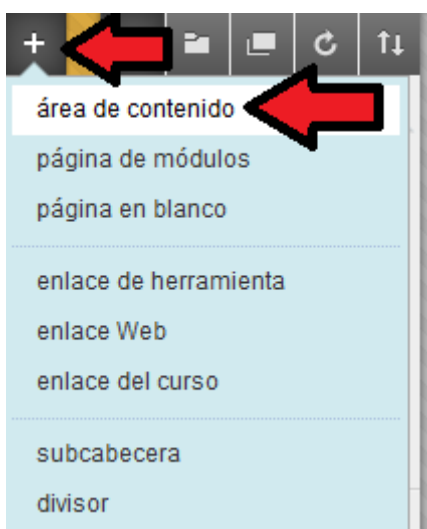 área de contenido
página de módulos
página en blanco
enlace de herramienta
enlace Web
enlace del curso
subcabecera
divisor